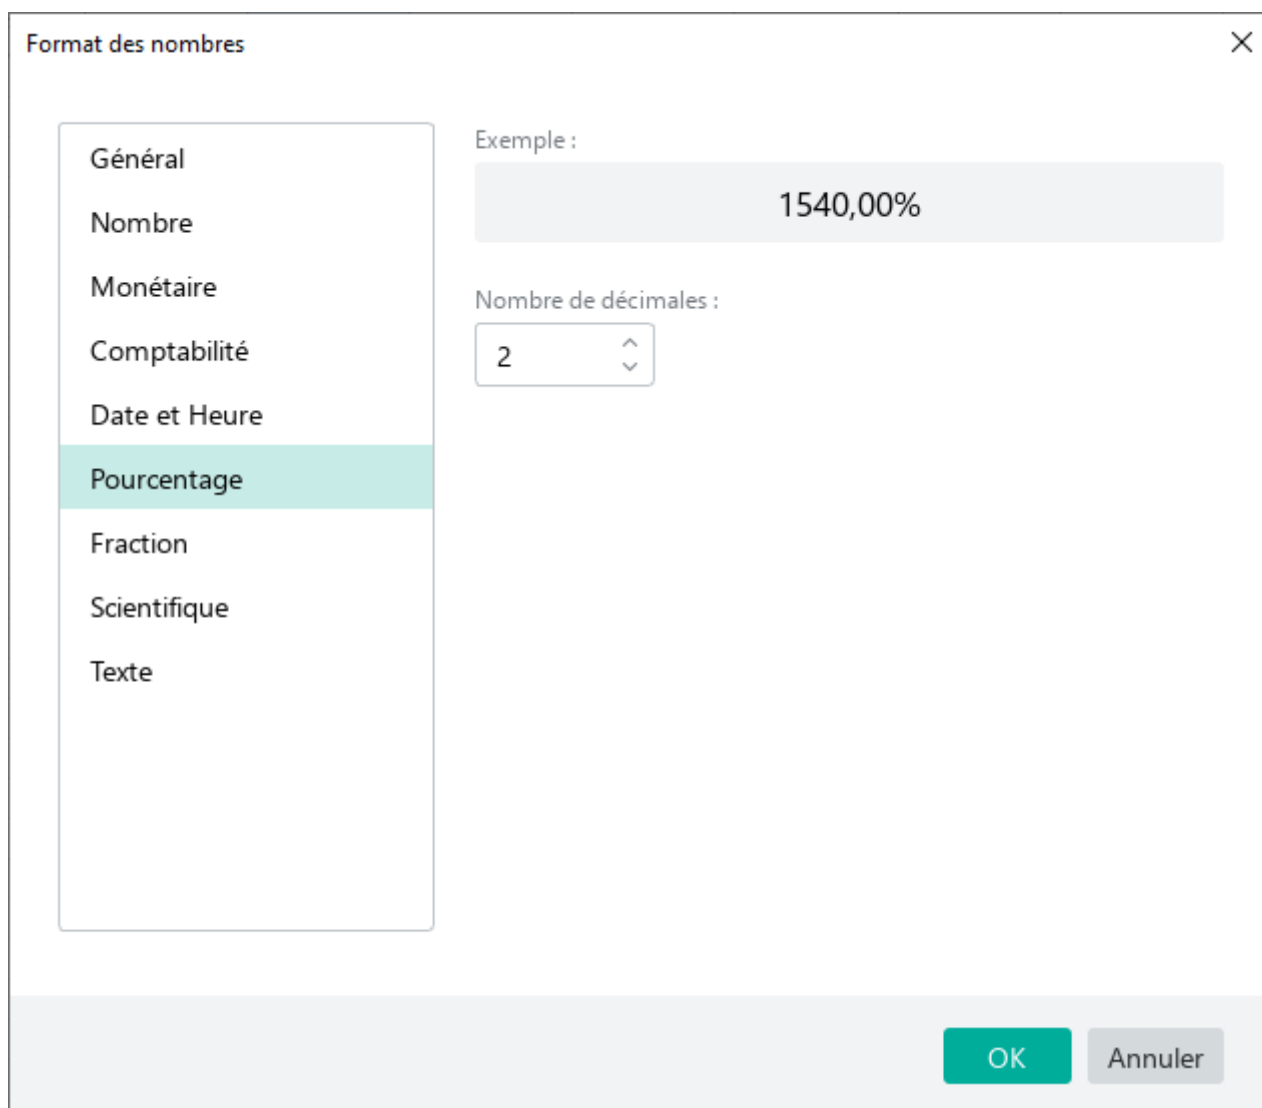 Format des nombres
Général
Nombre
Monétaire
Comptabilité
Date et Heure
Pourcentage
Fraction
Scientifique
Texte
Exemple :
1540,00%
Nombre de décimales :
2
OK
Annuler